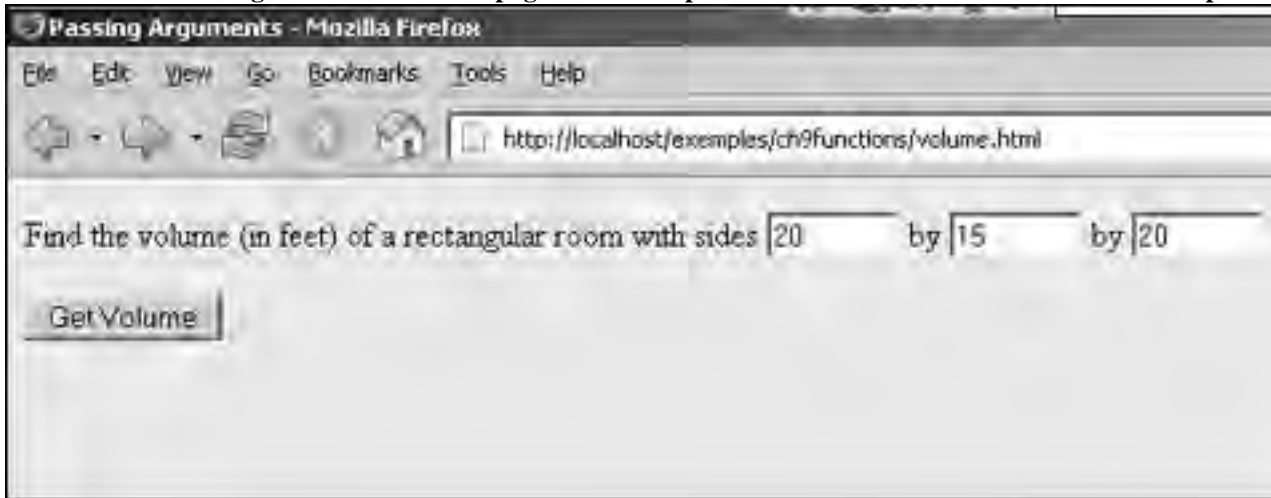 Passing Arguments - Mozilla Firefox
File Edit View Go Bookmarks Tools Help
http://localhost/exemples/ch9functions/volume.html
Find the volume (in feet) of a rectangular room with sides 20 by 15 by 20
Get Volume